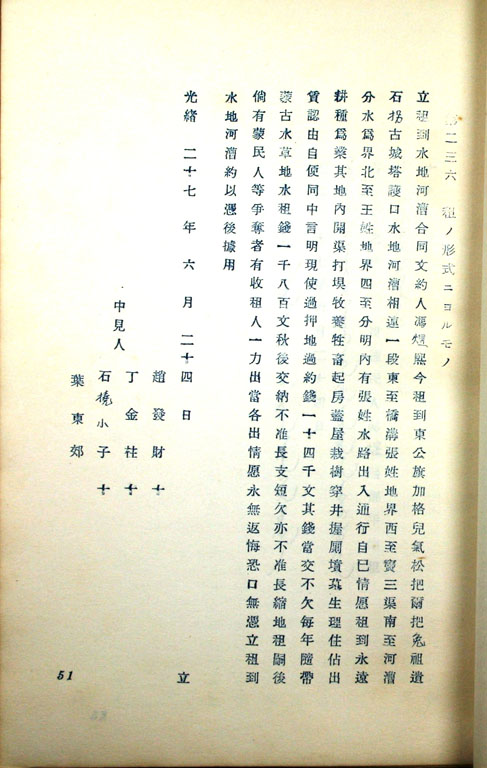 二三六 租ノ形式ニヨルモノ
立租到水地河漕合同文約人馮煋熙今租到東公旗加格兒氣松把爾把兔祖遺
石拐古城塔護口水地河漕相連一段東至衚溝張姓地界西至賓三渠南至河漕
分水爲界北至王姓地界四至分明內有張姓水路出入通行自已情愿租到永遠
耕種爲業其地內開渠打埧牧養牲畜起房蓋屋栽樹穿井握厠墳墓生理住佔出
賃認由自便同中言明現使過押地過約錢一十四千文其錢當交不欠每年隨帶
蒙古水草地水租錢一千八百文秋後交納不准長支短欠亦不准長縮地租嗣後
倘有蒙民人等爭奪者有收租人一力出當各出情愿永無返悔恐口無憑立租到
水地河漕約以憑後據用
光緒 二十七 年 六 月 二十四 日 立
中見人
趙發財十
丁金柱十
石撓小子十
葉東郊
51